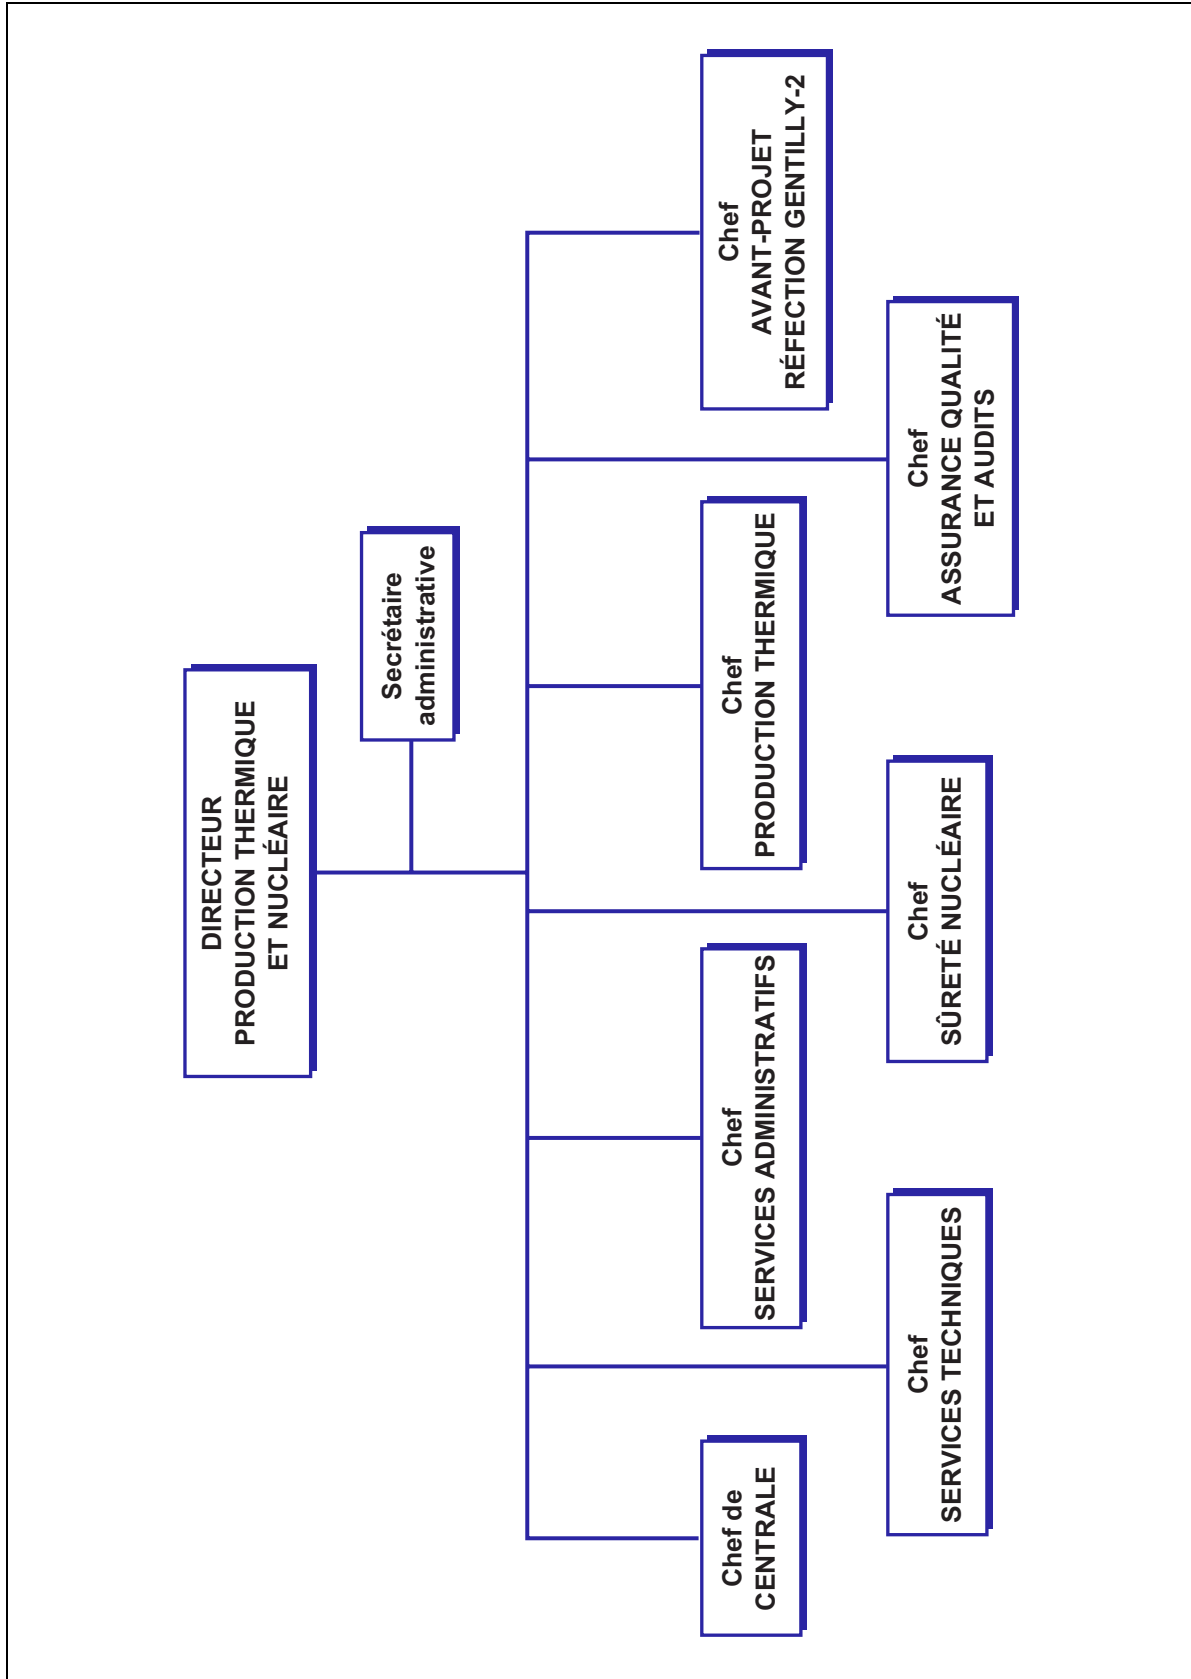 DIRECTEUR
PRODUCTION THERMIQUE
ET NUCLÉAIRE
Secrétaire
administrative
Chef de
CENTRALE
Chef
SERVICES TECHNIQUES
Chef
SERVICES ADMINISTRATIFS
Chef
SÛRETÉ NUCLÉAIRE
Chef
PRODUCTION THERMIQUE
Chef
ASSURANCE QUALITÉ
ET AUDITS
Chef
AVANT-PROJET
RÉFECTION GENTILLY-2